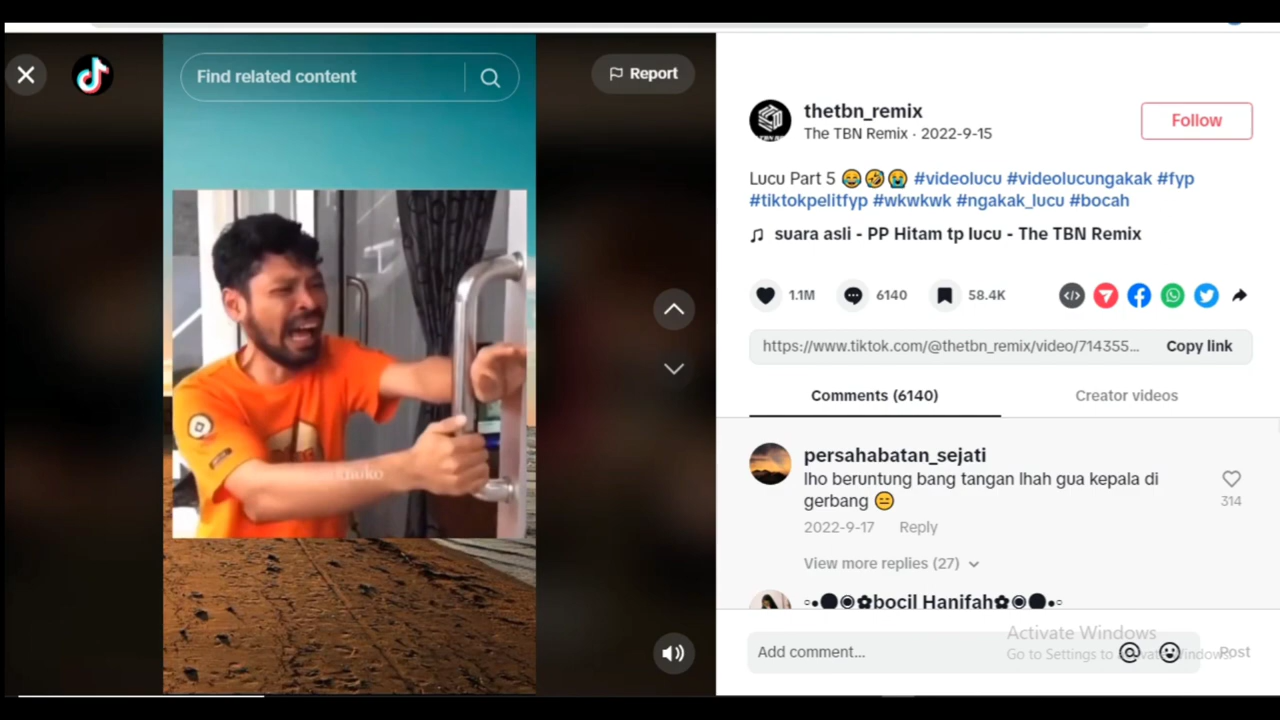 Find related content
Report
chuko
thetbn_remix
The TBN Remix · 2022-9-15
Follow
Lucu Part 5 😂🤣😭 #videolucu #videolucungakak #fyp
#tiktokpelitfyp #wkwkwk #ngakak_lucu #bocah
suara asli - PP Hitam tp lucu - The TBN Remix
1.1M
6140
58.4K
https://www.tiktok.com/@thetbn_remix/video/714355...
Copy link
Comments (6140)
Creator videos
persahabatan_sejati
lho beruntung bang tangan lhah gua kepala di
gerbang 😑
314
2022-9-17
Reply
View more replies (27)
◦•●◉✿bocil Hanifah✿◉●•◦
Activate Windows
Add comment...
Go to Settings to activate Windows.
Post